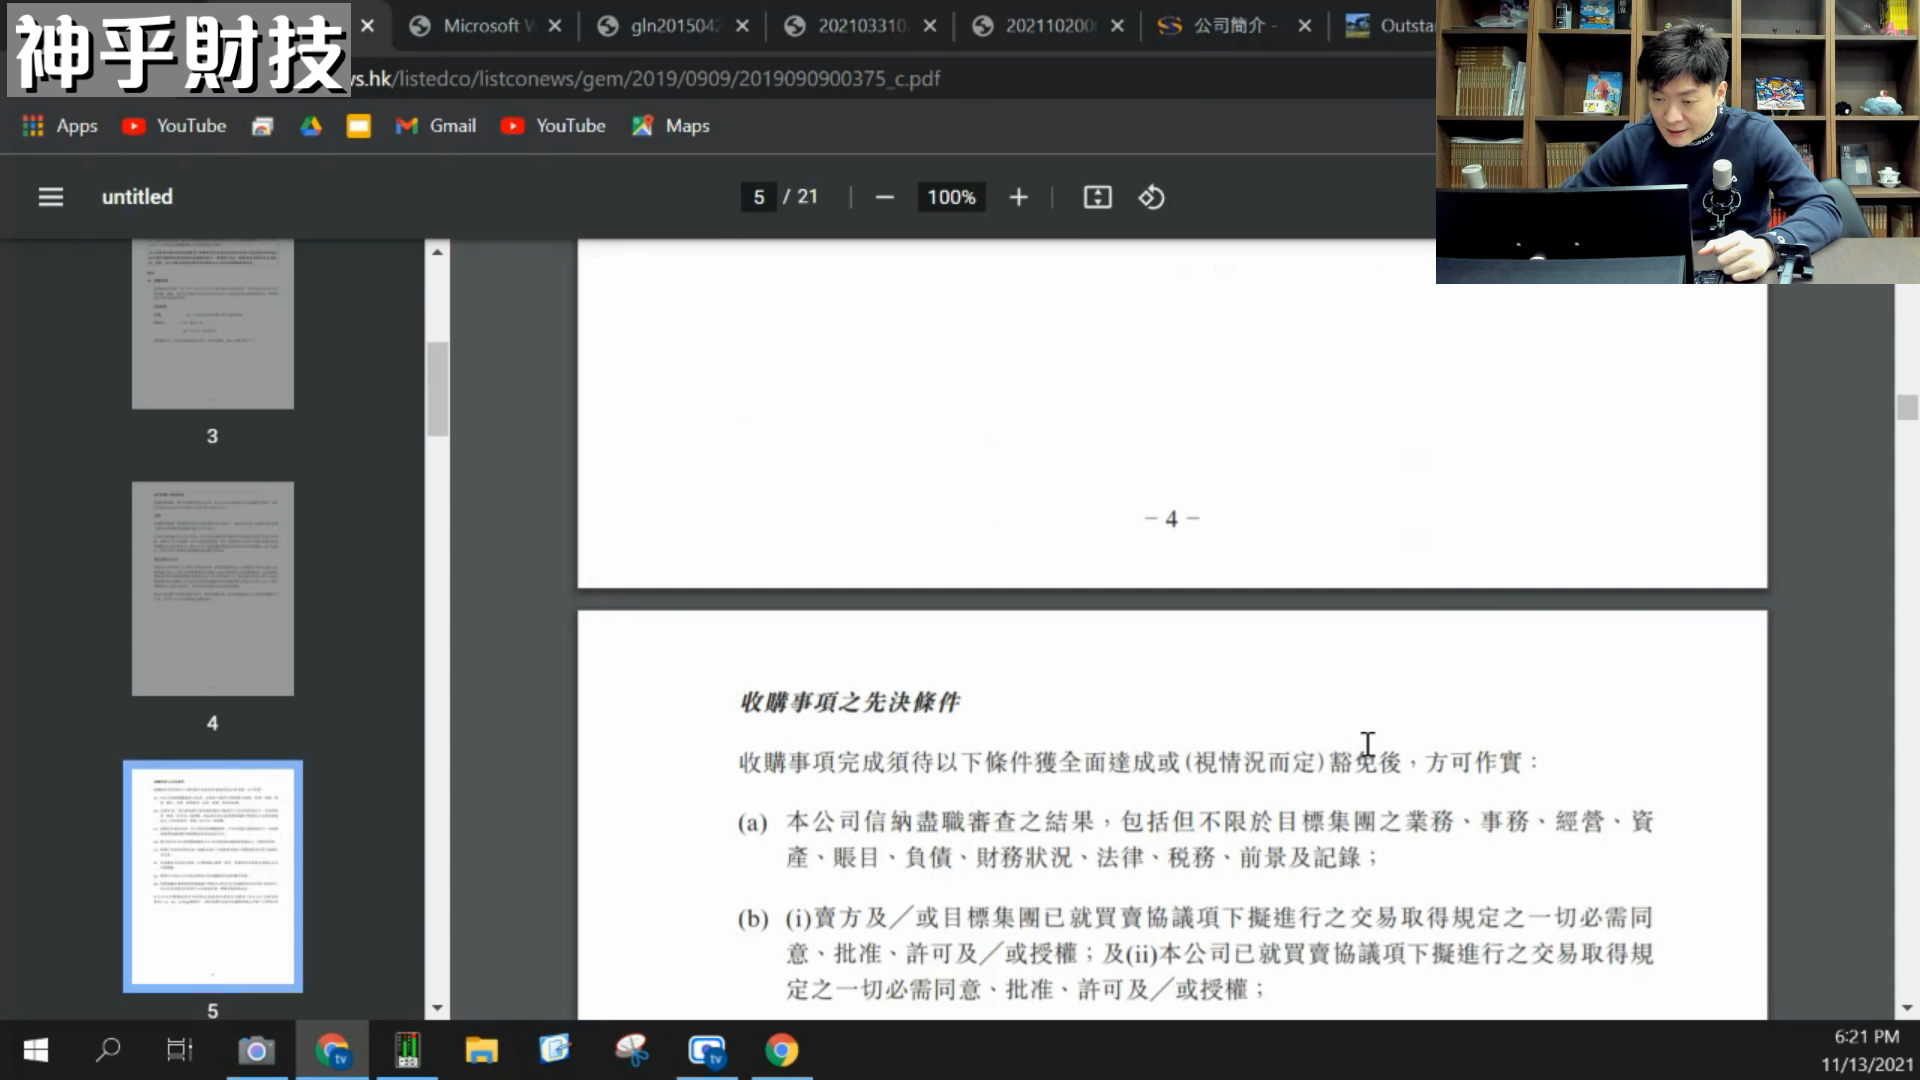 神乎財技
Microsoft W
gln2015042
202103310
2021102000
公司簡介 -
Outsta
vs.hk/listedco/listconews/gem/2019/0909/2019090900375_c.pdf
Apps
YouTube
Gmail
YouTube
Maps
untitled
5 / 21
100%
3
4
5
– 4 –
收購事項之先決條件
收購事項完成須待以下條件獲全面達成或(視情況而定)豁免後，方可作實：
(a) 本公司信納盡職審查之結果，包括但不限於目標集團之業務、事務、經營、資
產、賬目、負債、財務狀況、法律、税務、前景及記錄；
(b) (i)賣方及／或目標集團已就買賣協議項下擬進行之交易取得規定之一切必需同
意、批准、許可及／或授權；及(ii)本公司已就買賣協議項下擬進行之交易取得規
定之一切必需同意、批准、許可及／或授權；
6:21 PM
11/13/2021